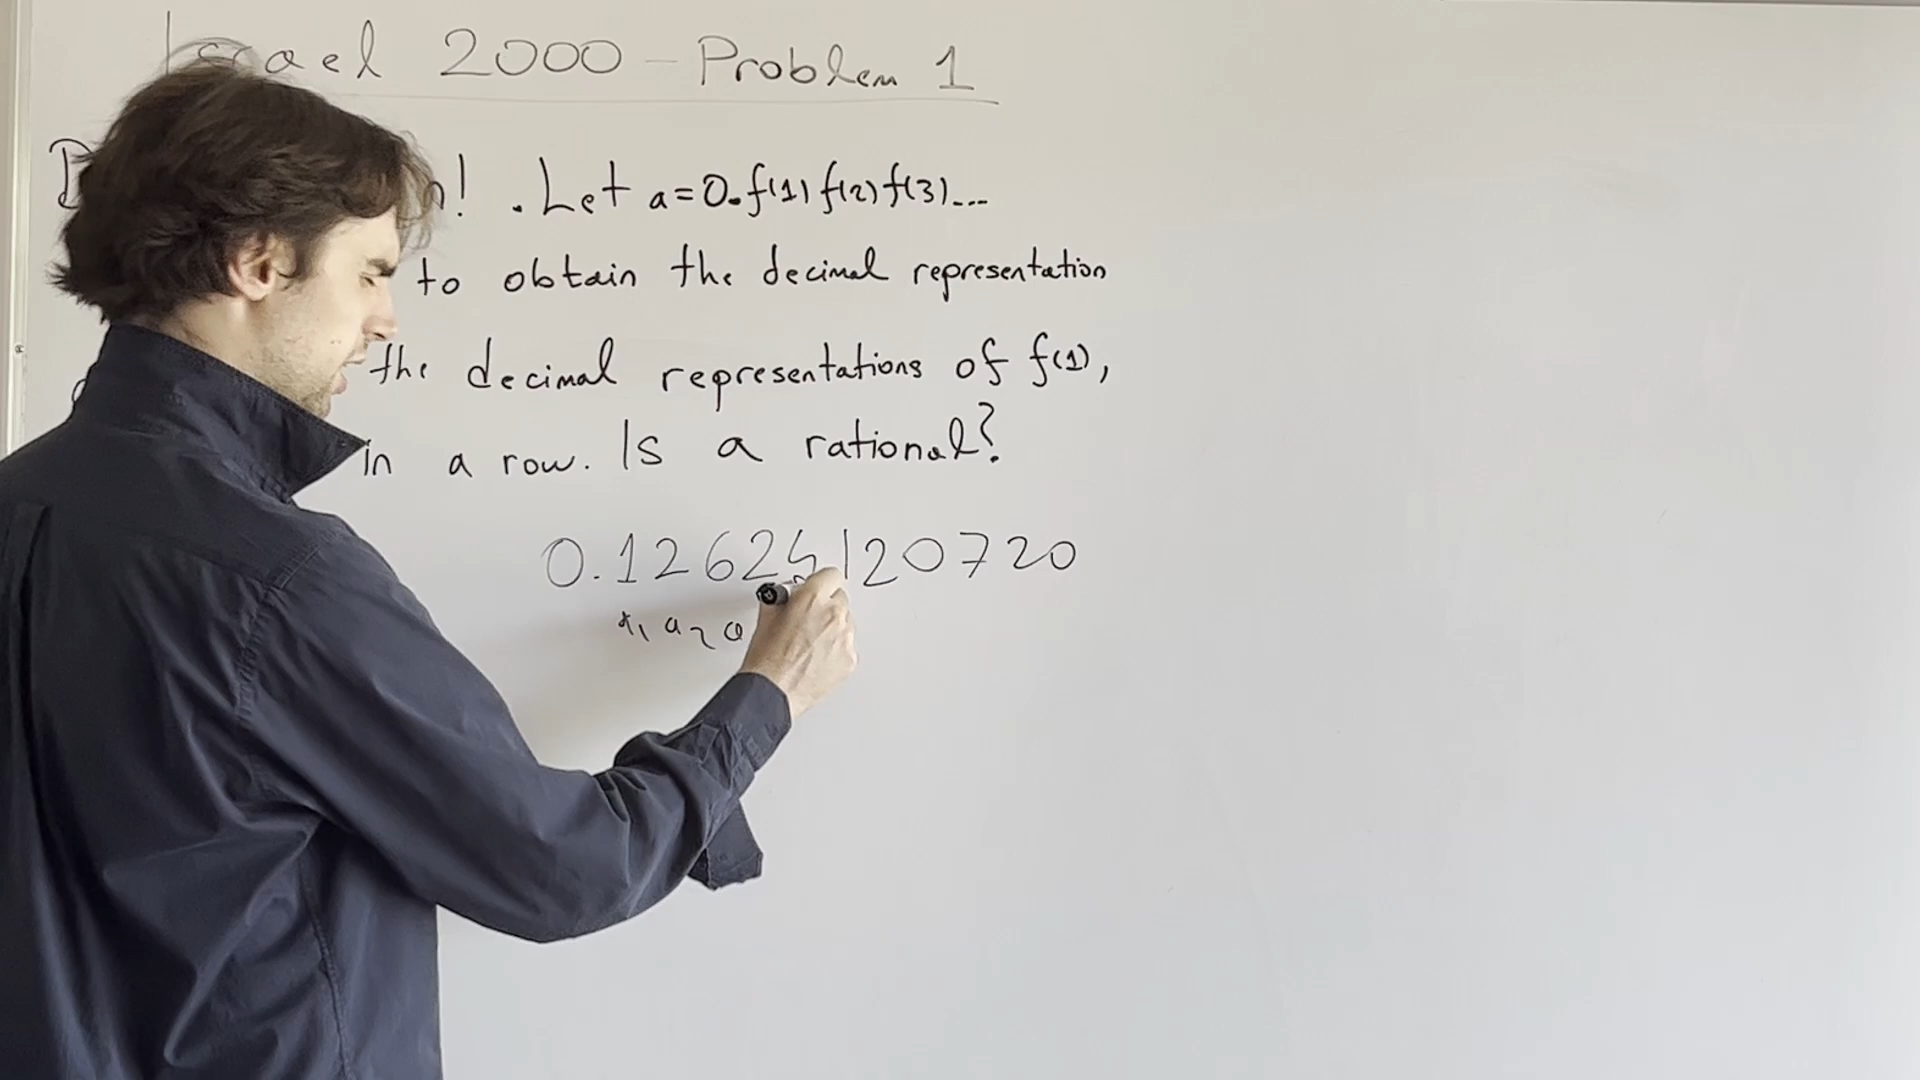 Israel 2000 - Problem 1
n! . Let a=0.f(1) f(2) f(3)...
to obtain the decimal representation
the decimal representations of f(1),
in a row. Is a rational?
0.12624120720
a₂ a